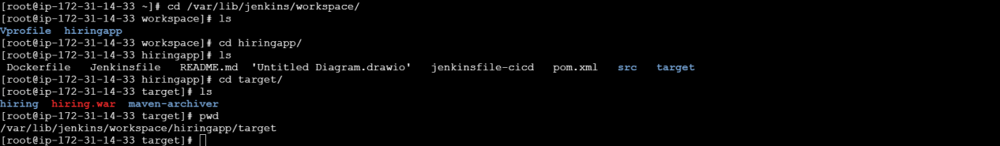 [root@ip-172-31-14-33 ~]# cd /var/lib/jenkins/workspace/
[root@ip-172-31-14-33 workspace]# ls
Vprofile  hiringapp
[root@ip-172-31-14-33 workspace]# cd hiringapp/
[root@ip-172-31-14-33 hiringapp]# ls
 Dockerfile   Jenkinsfile   README.md  'Untitled Diagram.drawio'   jenkinsfile-cicd   pom.xml   src   target
[root@ip-172-31-14-33 hiringapp]# cd target/
[root@ip-172-31-14-33 target]# ls
hiring  hiring.war  maven-archiver
[root@ip-172-31-14-33 target]# pwd
/var/lib/jenkins/workspace/hiringapp/target
[root@ip-172-31-14-33 target]#